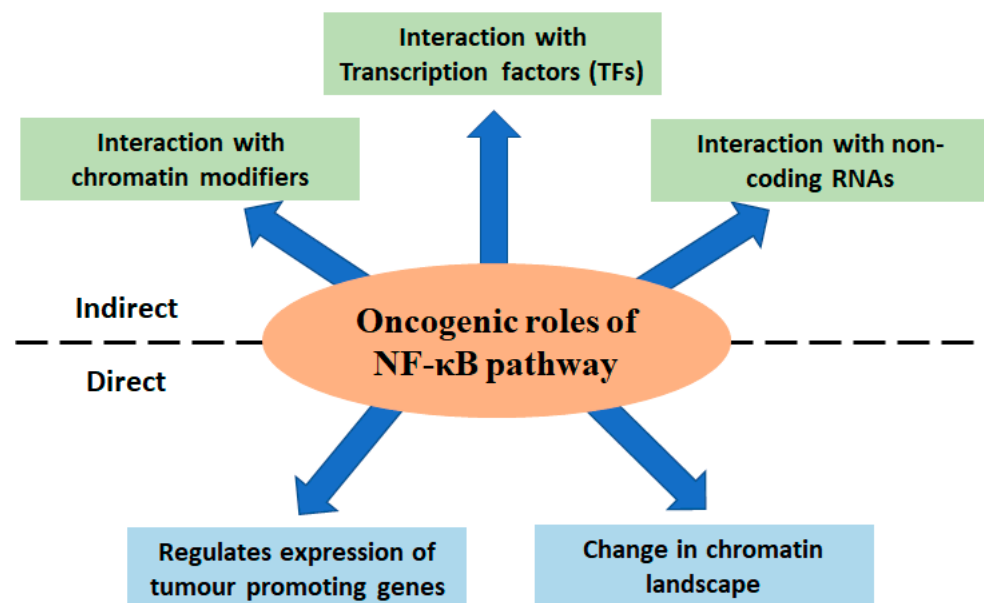 Interaction with
Transcription factors (TFs)
Interaction with
chromatin modifiers
Interaction with non-
coding RNAs
Indirect
Oncogenic roles of
NF-κB pathway
Direct
Regulates expression of
tumour promoting genes
Change in chromatin
landscape